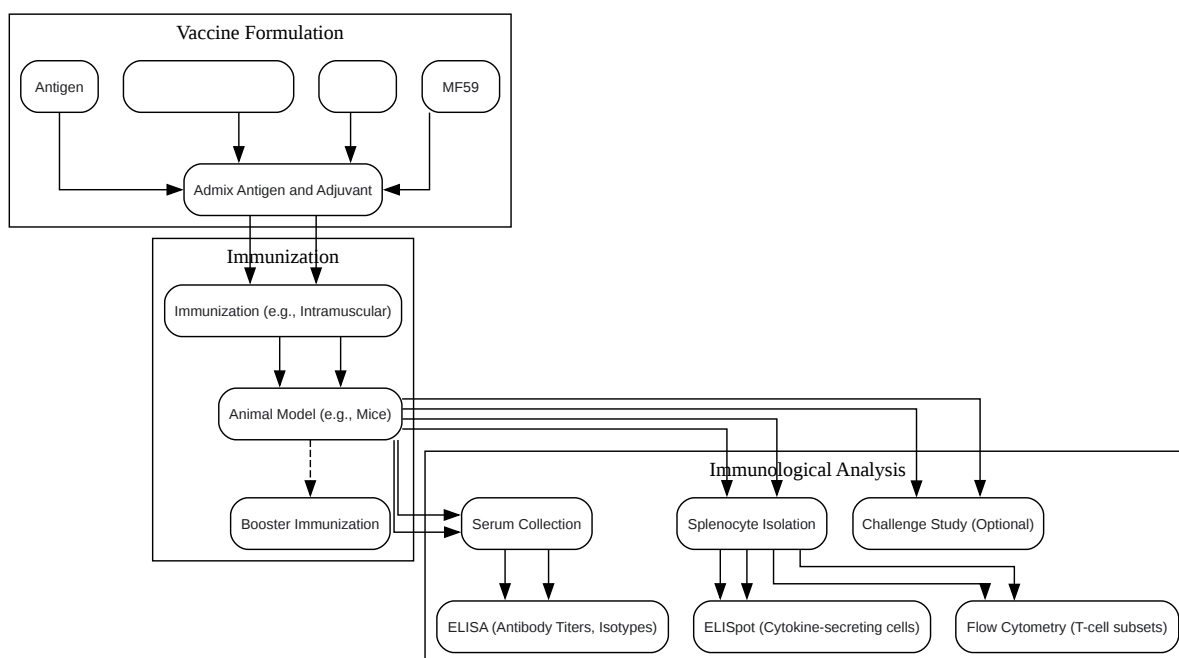 Vaccine Formulation
Antigen
MF59
Admix Antigen and Adjuvant
Immunization
Immunization (e.g., Intramuscular)
Animal Model (e.g., Mice)
Immunological Analysis
Booster Immunization
Serum Collection
Splenocyte Isolation
Challenge Study (Optional)
ELISA (Antibody Titers, Isotypes)
ELISpot (Cytokine-secreting cells)
Flow Cytometry (T-cell subsets)